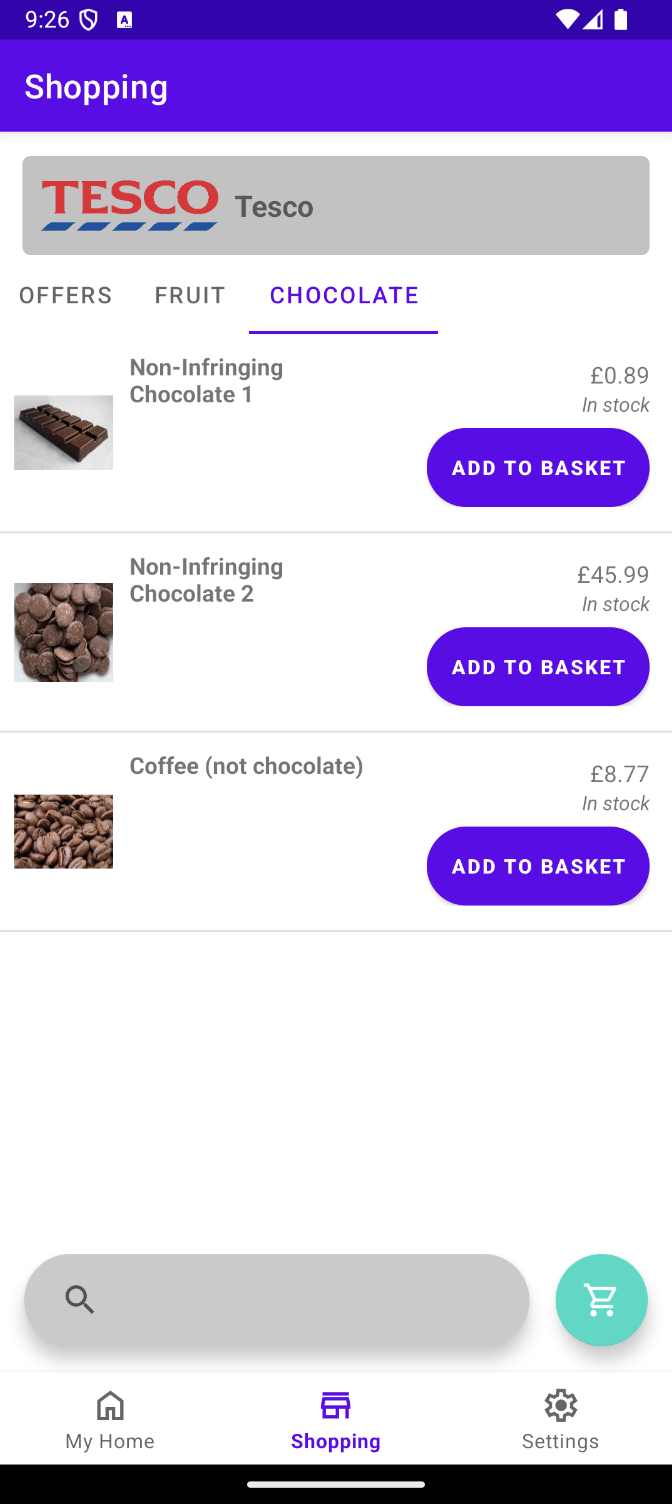 9:26
A
Shopping
TESCO Tesco
OFFERS FRUIT CHOCOLATE
Non-Infringing
Chocolate 1
£0.89
In stock
ADD TO BASKET
Non-Infringing
Chocolate 2
£45.99
In stock
ADD TO BASKET
Coffee (not chocolate)
£8.77
In stock
ADD TO BASKET
My Home Shopping Settings